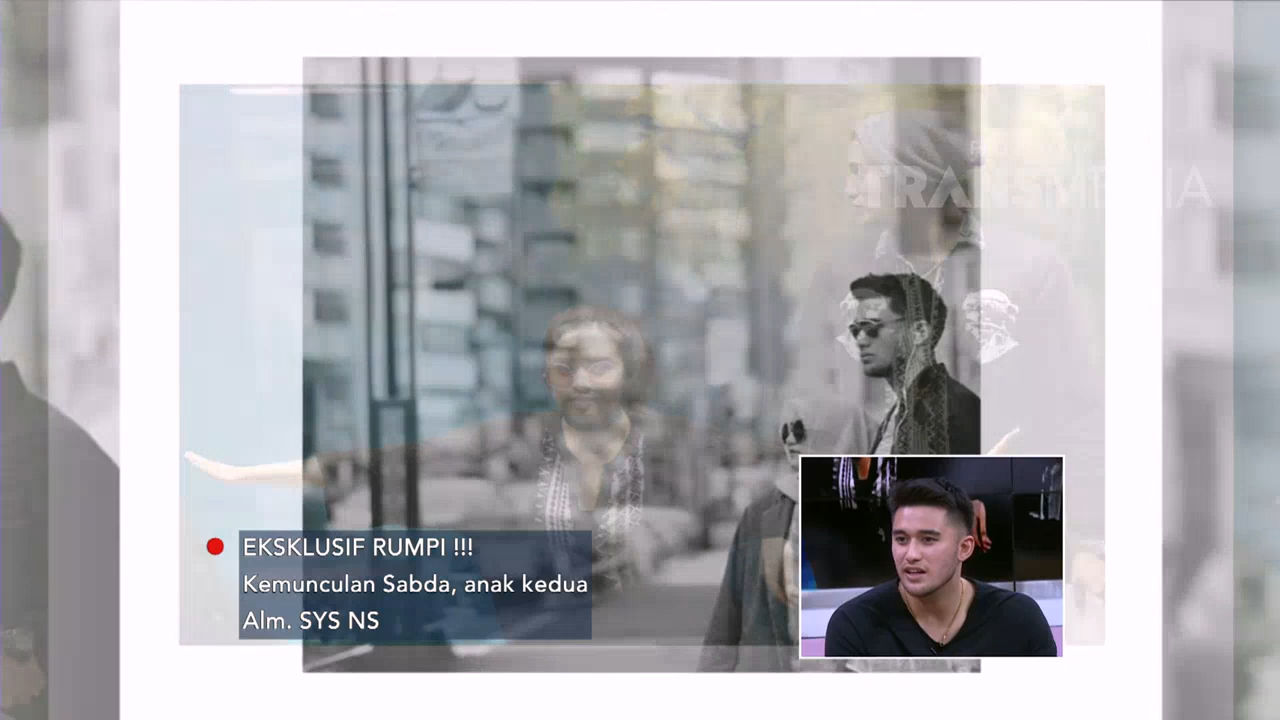 TRANSMEDIA
EKSKLUSIF RUMPI !!!
Kemunculan Sabda, anak kedua
Alm. SYS NS